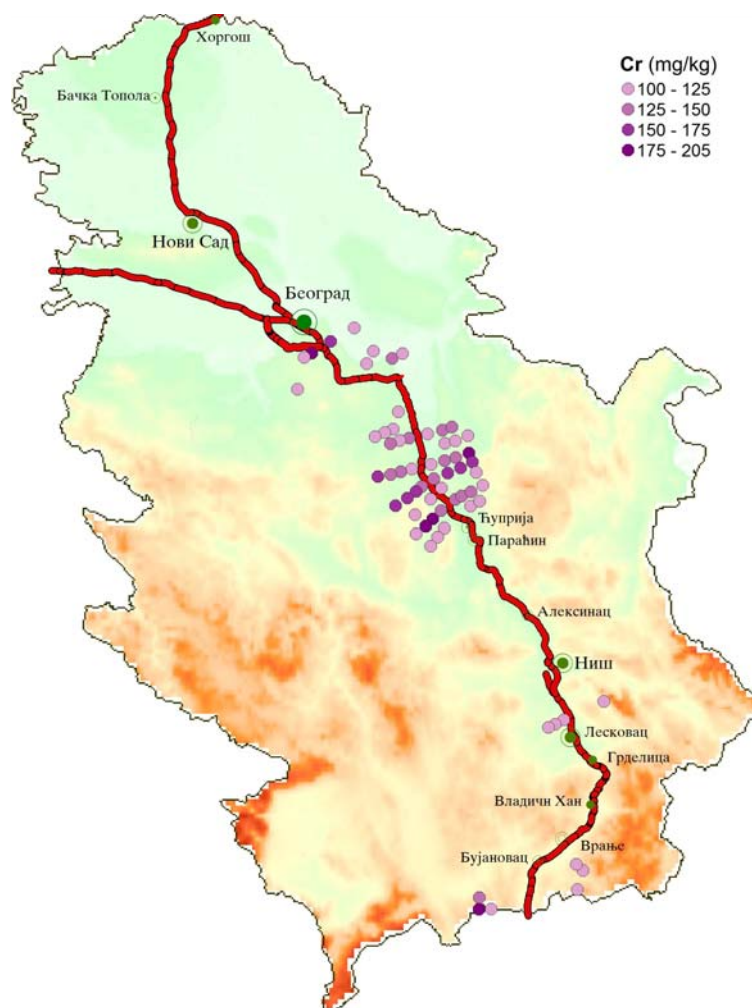 Хоргош
Cr (mg/kg)
100 - 125
Бачка Топола
125 - 150
150 - 175
175 - 205
Нови Сад
Београд
Ћуприја
Параћин
Алексинац
Ниш
Лесковац
Грделица
Владичн Хан
Врање
Бујановац